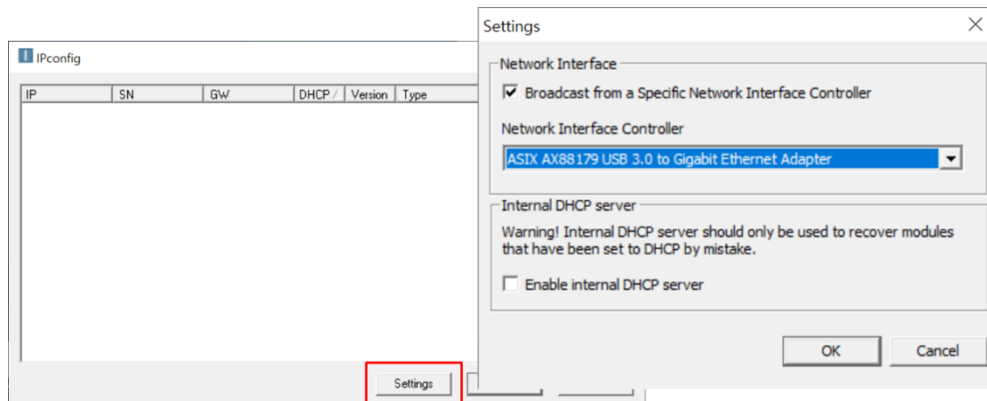 IPconfig
IP SN GW DHCP / Version Type
Settings
Settings
Network Interface
Broadcast from a Specific Network Interface Controller
Network Interface Controller
ASIX AX88179 USB 3.0 to Gigabit Ethernet Adapter
Internal DHCP server
Warning! Internal DHCP server should only be used to recover modules
that have been set to DHCP by mistake.
Enable internal DHCP server
OK Cancel